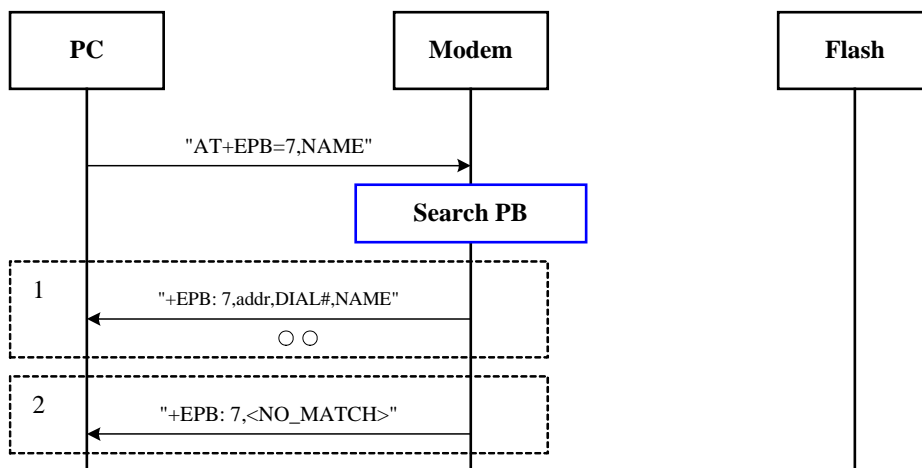 PC
Modem
Flash
"AT+EPB=7,NAME"
Search PB
1
"+EPB: 7,addr,DIAL#,NAME"
○ ○
2
"+EPB: 7,<NO_MATCH>"